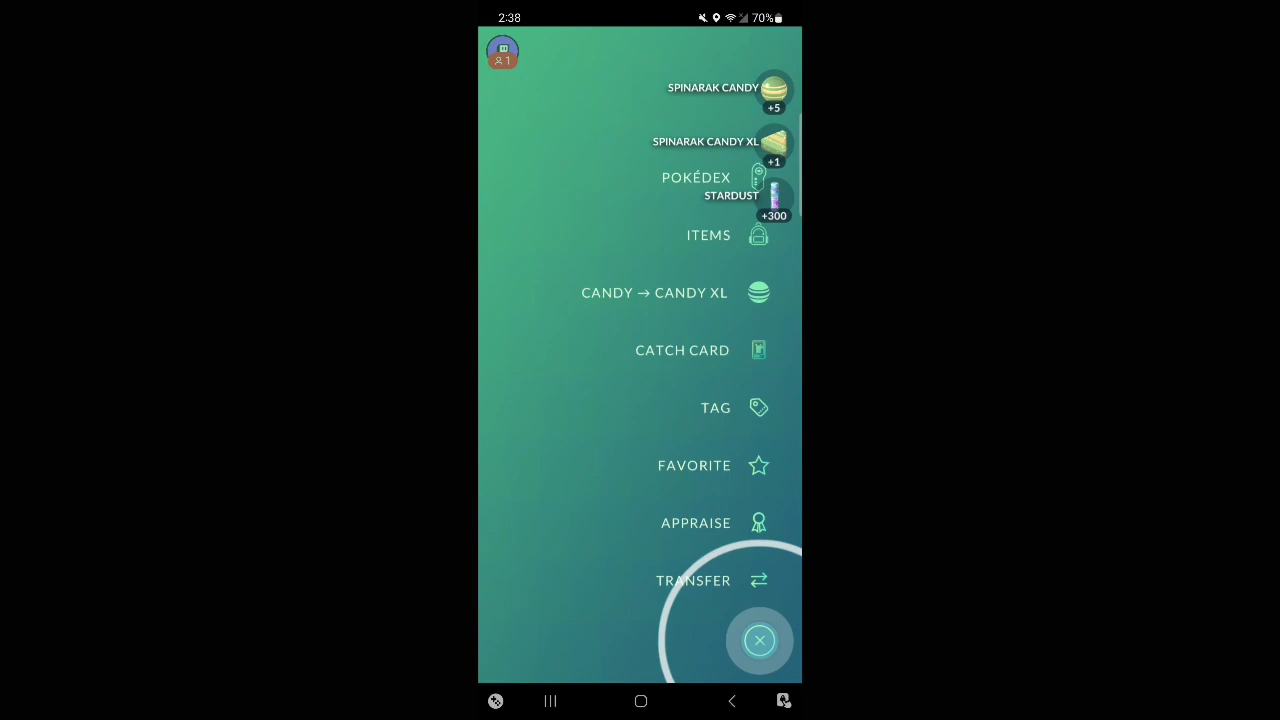 2:38
70%
1
SPINARAK CANDY
+5
SPINARAK CANDY XL
+1
POKÉDEX
STARDUST
+300
ITEMS
CANDY → CANDY XL
CATCH CARD
TAG
FAVORITE
APPRAISE
TRANSFER